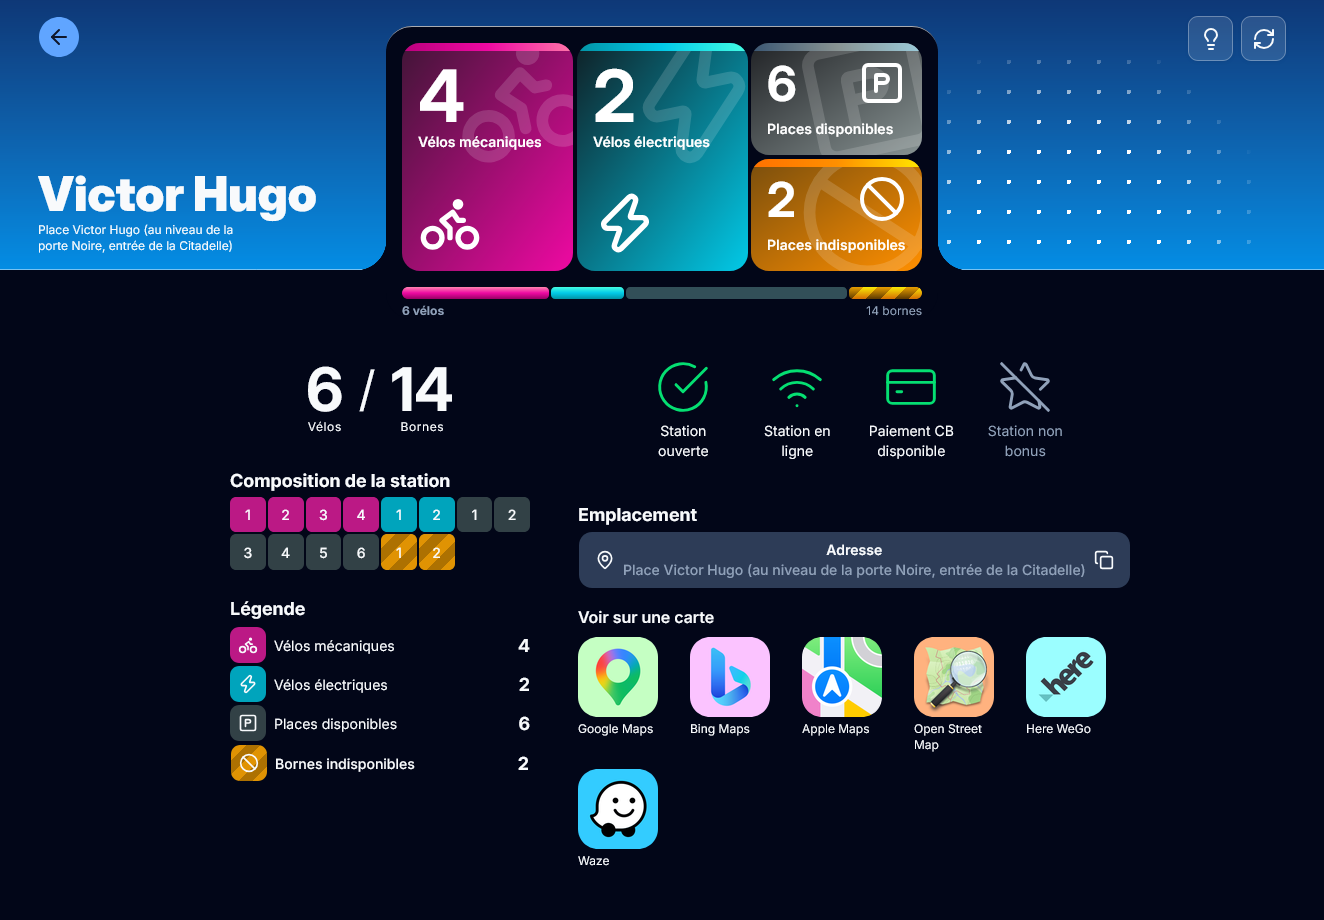 Victor Hugo
Place Victor Hugo (au niveau de la
porte Noire, entrée de la Citadelle)
4
Vélos mécaniques
2
Vélos électriques
6
P
Places disponibles
2
Places indisponibles
6 vélos
14 bornes
6 / 14
Vélos
Bornes
Station
ouverte
Station en
ligne
Paiement CB
disponible
Station non
bonus
Composition de la station
1 2 3 4 1 2 1 2
3 4 5 6 1 2
Légende
Vélos mécaniques 4
Vélos électriques 2
P Places disponibles 6
Bornes indisponibles 2
Emplacement
Adresse
Place Victor Hugo (au niveau de la porte Noire, entrée de la Citadelle)
Voir sur une carte
Google Maps
Bing Maps
Apple Maps
Open Street
Map
here
Here WeGo
Waze